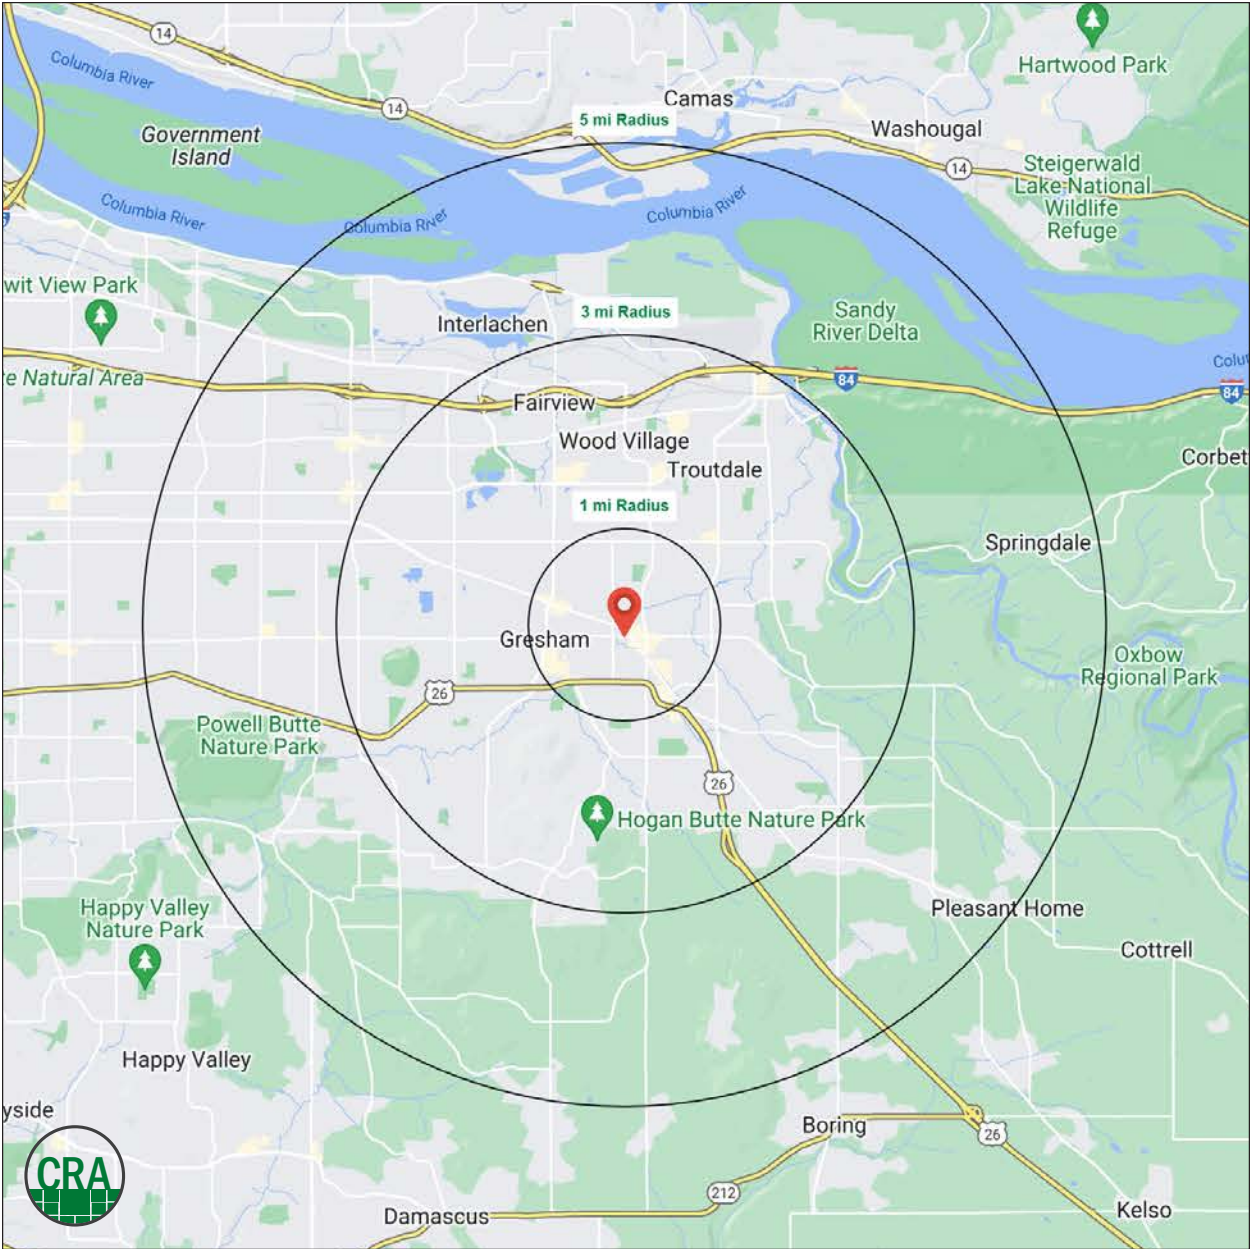 14
Hartwood Park
Columbia River
Camas
14
5 mi Radius
Washougal
Government
Island
14
Steigerwald
Lake National
Wildlife
Refuge
Columbia River
Columbia River
Columbia River
wit View Park
3 mi Radius
Sandy
River Delta
Interlachen
Colu
te Natural Area
84
84
Fairview
Wood Village
Troutdale
Corbet
1 mi Radius
Springdale
Gresham
Oxbow
Regional Park
26
Powell Butte
Nature Park
26
Hogan Butte Nature Park
Happy Valley
Nature Park
Pleasant Home
Cottrell
Happy Valley
yside
Boring
26
CRA
212
Damascus
Kelso